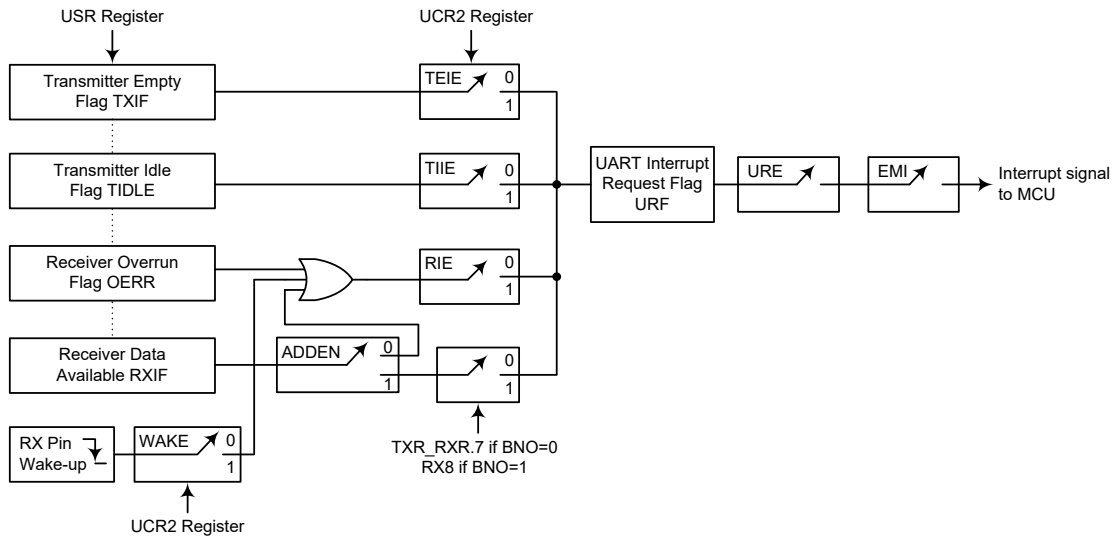 USR Register
UCR2 Register
Transmitter Empty
Flag TXIF
TEIE
0
1
Transmitter Idle
Flag TIDLE
TIIE
0
1
UART Interrupt
Request Flag
URF
URE
EMI
Interrupt signal
to MCU
Receiver Overrun
Flag OERR
RIE
0
1
Receiver Data
Available RXIF
ADDEN
0
1
0
1
RX Pin
Wake-up
WAKE
0
1
TXR_RXR.7 if BNO=0
RX8 if BNO=1
UCR2 Register